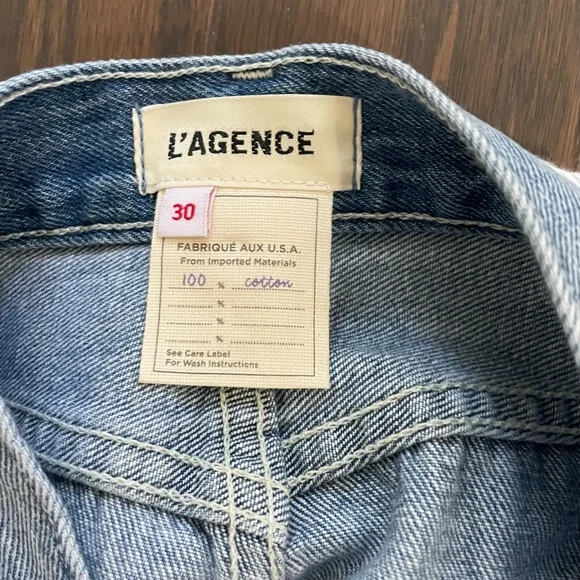 L'AGENCE
30
FABRIQUÉ AUX U.S.A.
From Imported Materials
100 % cotton
%
%
%
See Care Label
For Wash Instructions